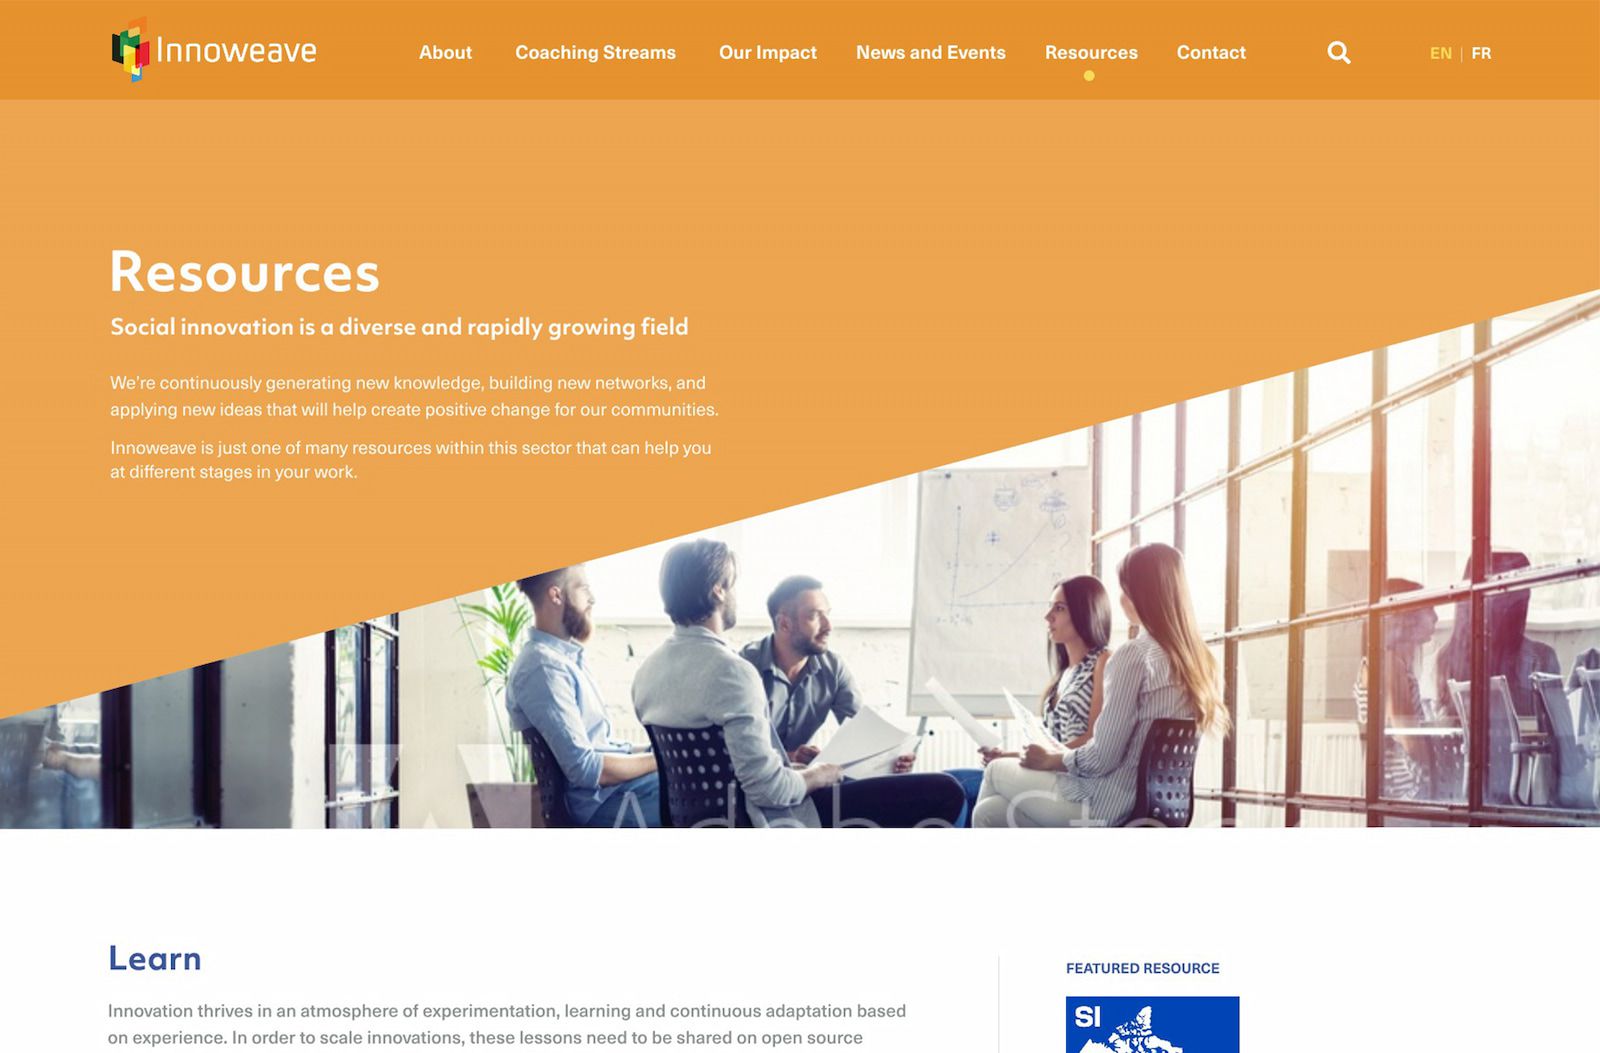 Innoweave
About
Coaching Streams
Our Impact
News and Events
Resources
Contact
EN | FR
Resources
Social innovation is a diverse and rapidly growing field
We're continuously generating new knowledge, building new networks, and
applying new ideas that will help create positive change for our communities.
Innoweave is just one of many resources within this sector that can help you
at different stages in your work.
Adobe Stock
Learn
Innovation thrives in an atmosphere of experimentation, learning and continuous adaptation based
on experience. In order to scale innovations, these lessons need to be shared on open source
FEATURED RESOURCE
SI